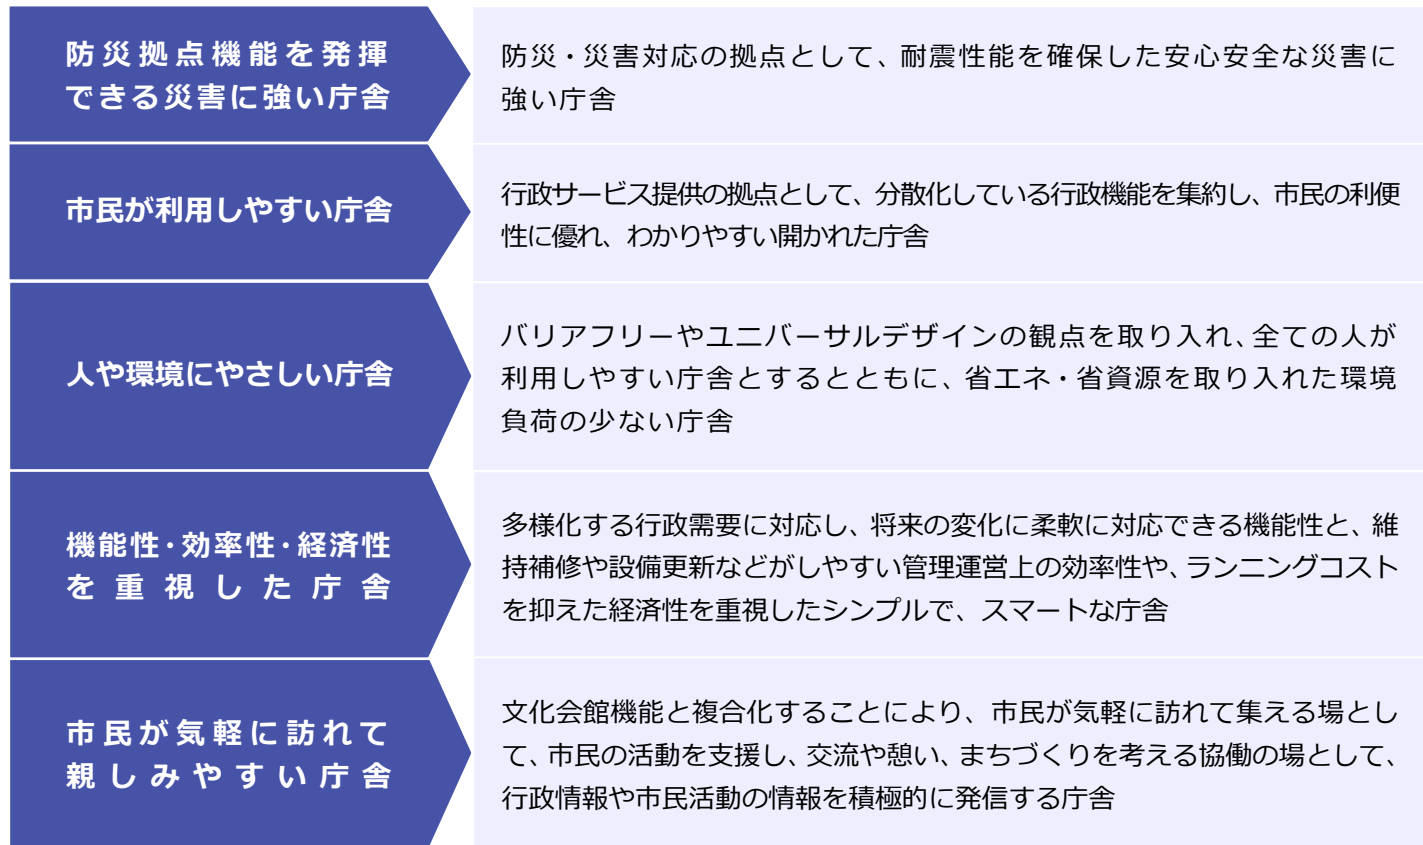 防災拠点機能を発揮
できる災害に強い庁舎
防災・災害対応の拠点として、耐震性能を確保した安心安全な災害に
強い庁舎
市民が利用しやすい庁舎
行政サービス提供の拠点として、分散化している行政機能を集約し、市民の利便
性に優れ、わかりやすい開かれた庁舎
人や環境にやさしい庁舎
バリアフリーやユニバーサルデザインの観点を取り入れ、全ての人が
利用しやすい庁舎とするとともに、省エネ・省資源を取り入れた環境
負荷の少ない庁舎
機能性・効率性・経済性
を重視した庁舎
多様化する行政需要に対応し、将来の変化に柔軟に対応できる機能性と、維
持補修や設備更新などがしやすい管理運営上の効率性や、ランニングコスト
を抑えた経済性を重視したシンプルで、スマートな庁舎
市民が気軽に訪れて
親しみやすい庁舎
文化会館機能と複合化することにより、市民が気軽に訪れて集える場とし
て、市民の活動を支援し、交流や憩い、まちづくりを考える協働の場として、
行政情報や市民活動の情報を積極的に発信する庁舎